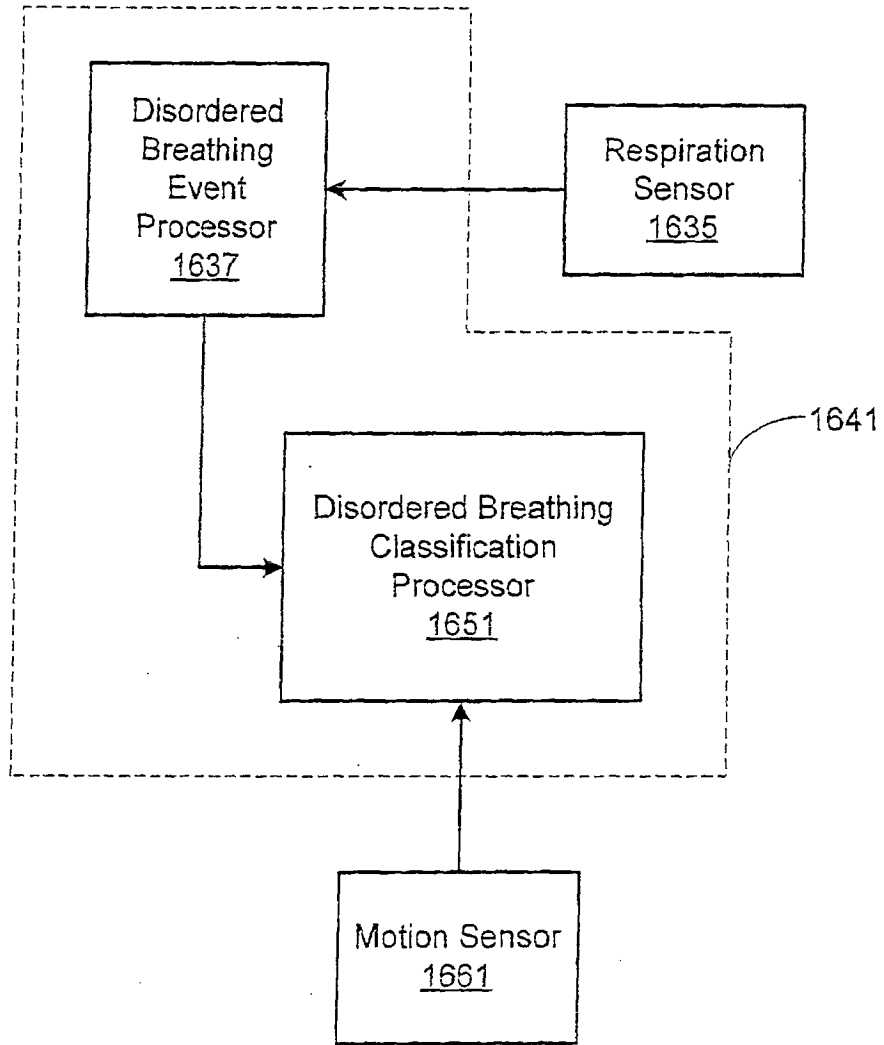 Disordered
Breathing
Event
Processor
1637
Respiration
Sensor
1635
1641
Disordered Breathing
Classification
Processor
1651
Motion Sensor
1661